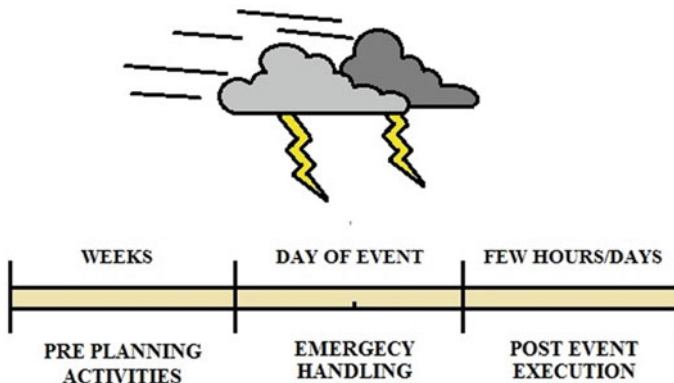 WEEKS DAY OF EVENT FEW HOURS/DAYS
PRE PLANNING
ACTIVITIES
EMERGECY
HANDLING
POST EVENT
EXECUTION